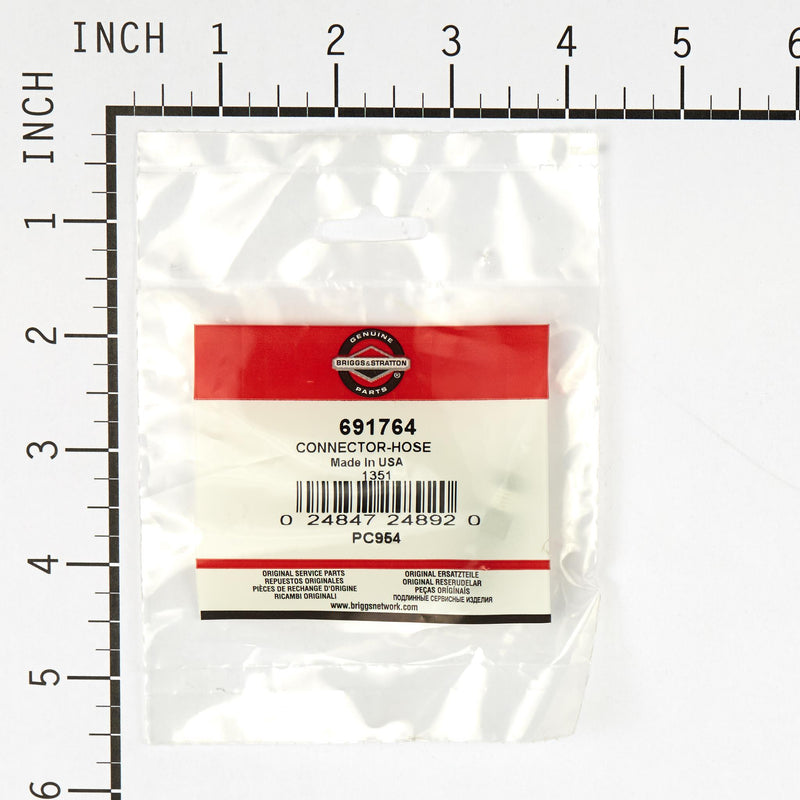 INCH 1 2 3 4 5 6
INCH
1
2
3
4
5
6
GENUINE
BRIGGS & STRATTON
®
PARTS
691764
CONNECTOR-HOSE
Made In USA
1351
0 24847 24892 0
PC954
ORIGINAL SERVICE PARTS
REPUESTOS ORIGINALES
PIÈCES DE RECHANGE D'ORIGINE
RICAMBI ORIGINALI
ORIGINAL ERSATZTEILE
ORIGINAL RESERUDELAR
PEÇAS ORIGÍNAIS
ПОДЛИННЫЕ СЕРВИСНЫЕ ИЗДЕЛИЯ
www.briggsnetwork.com